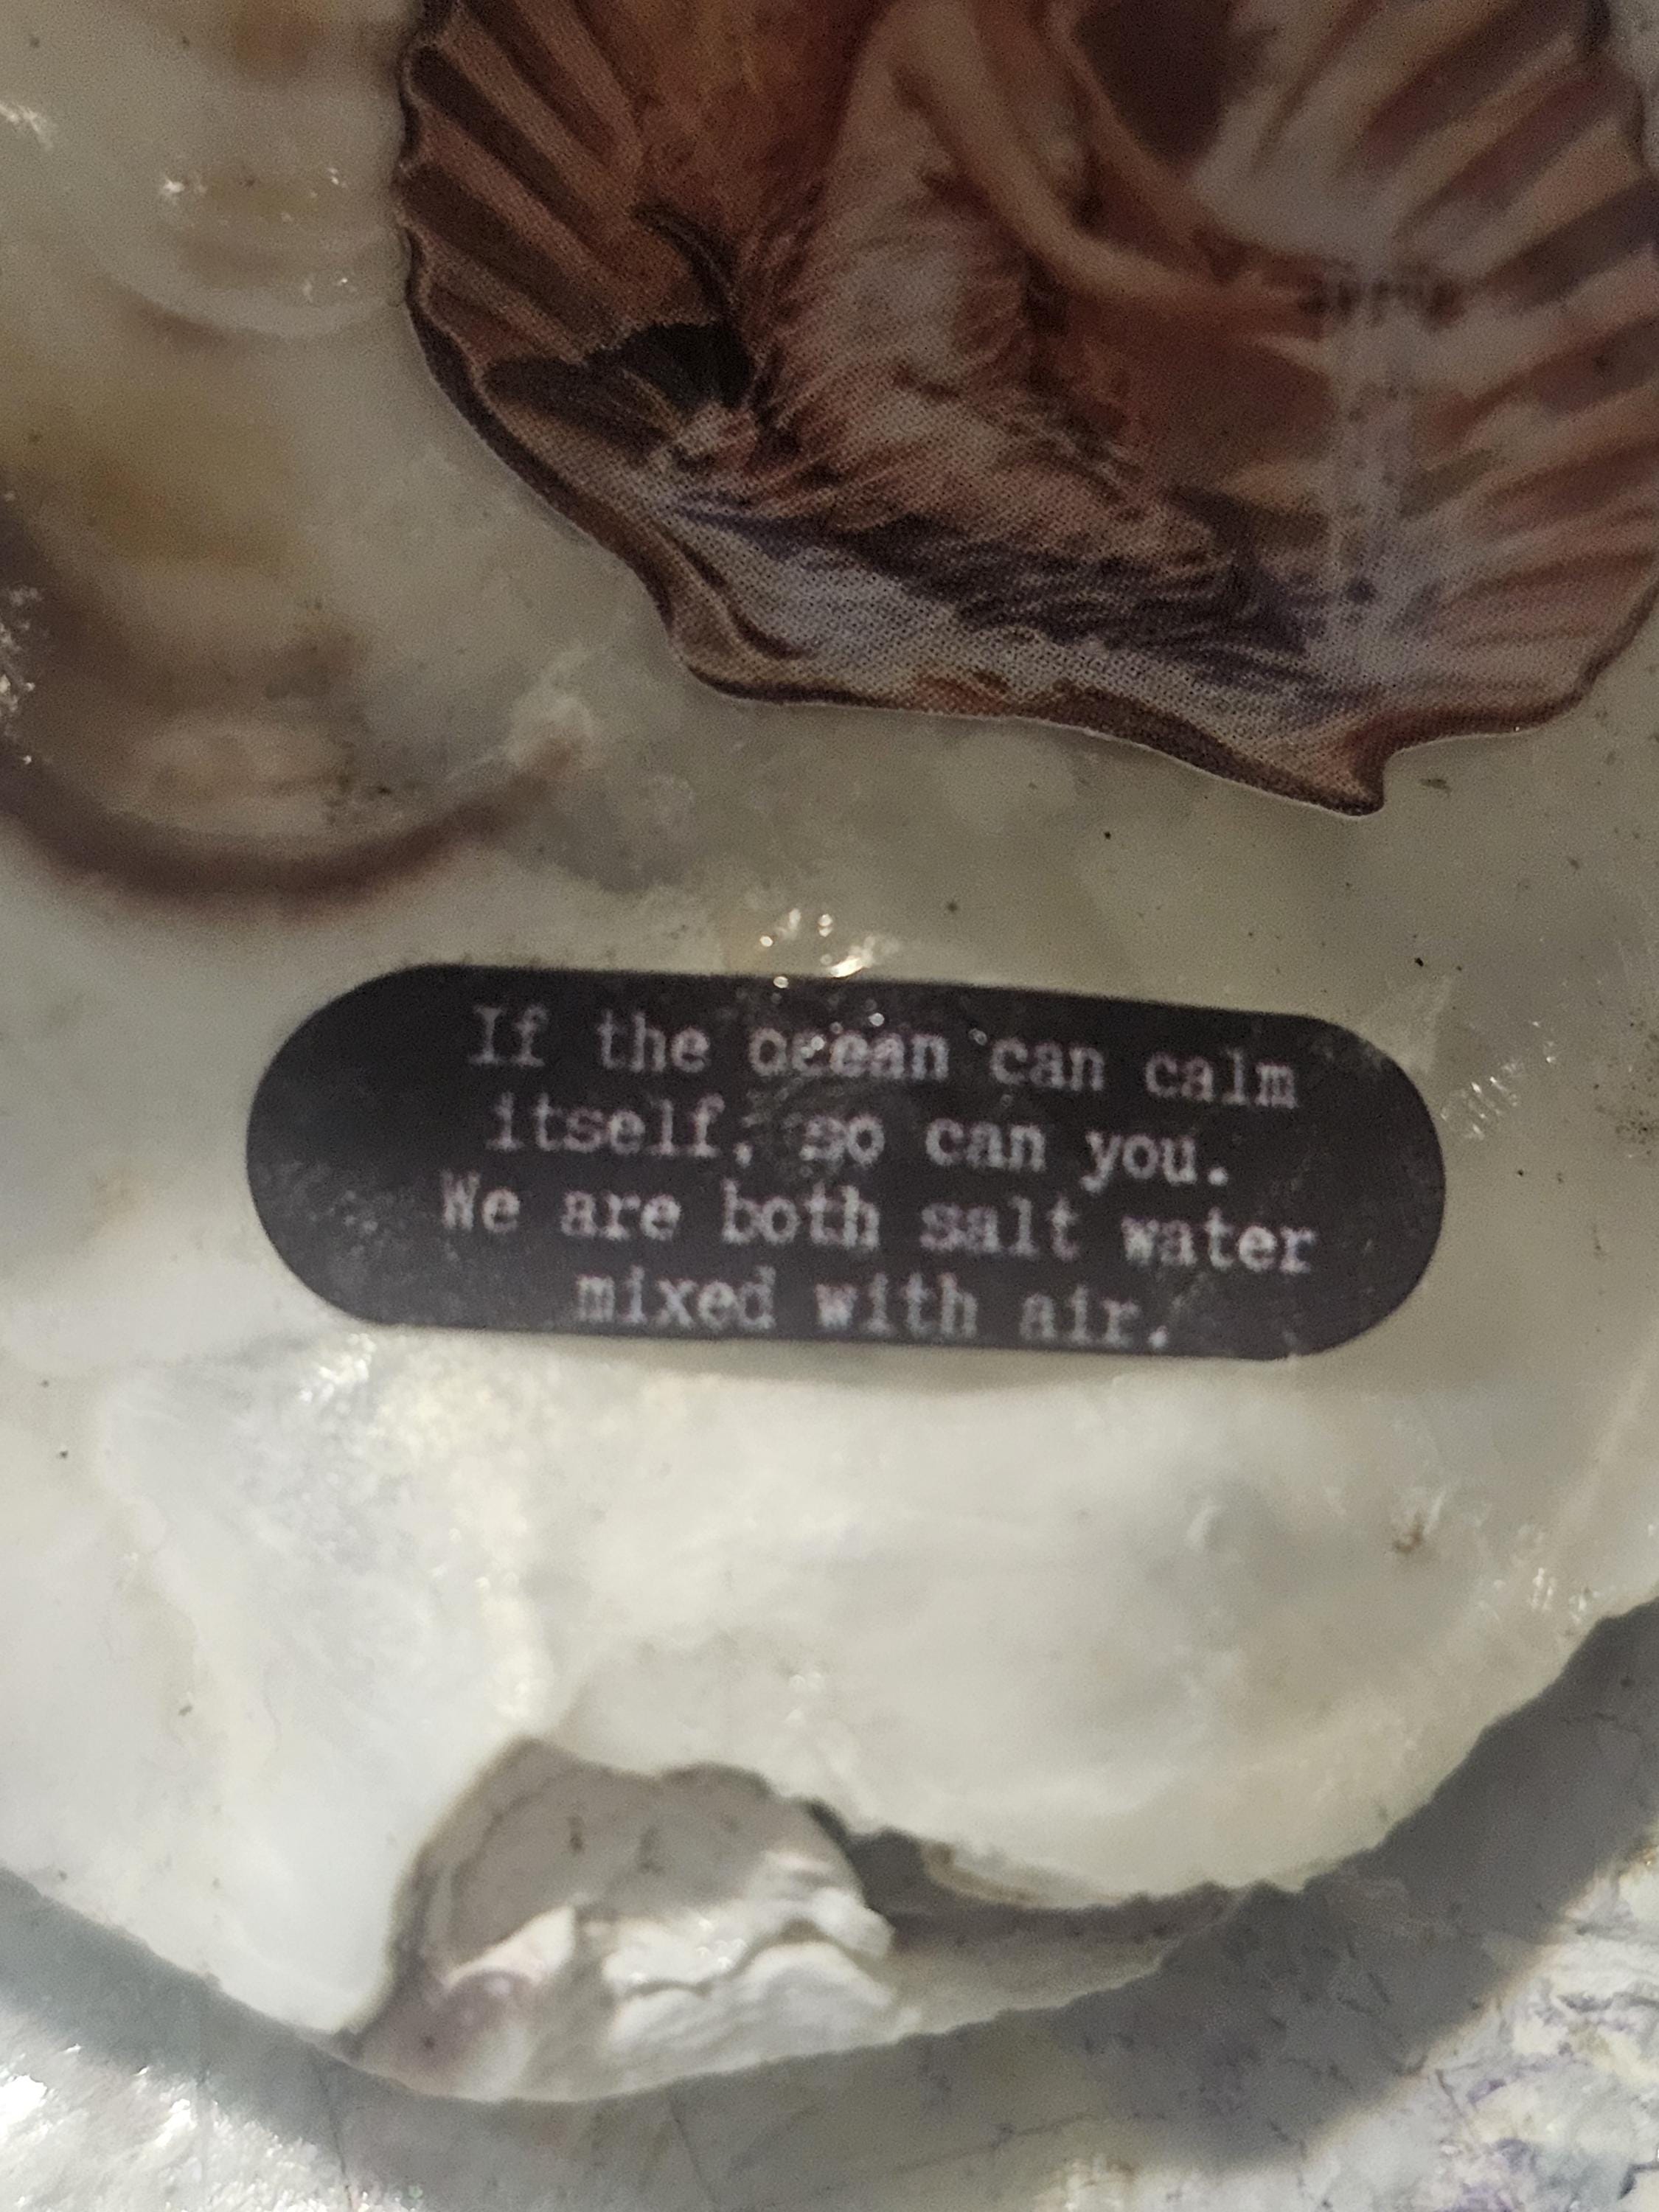 If the ocean can calm
itself, so can you.
We are both salt water
mixed with air.